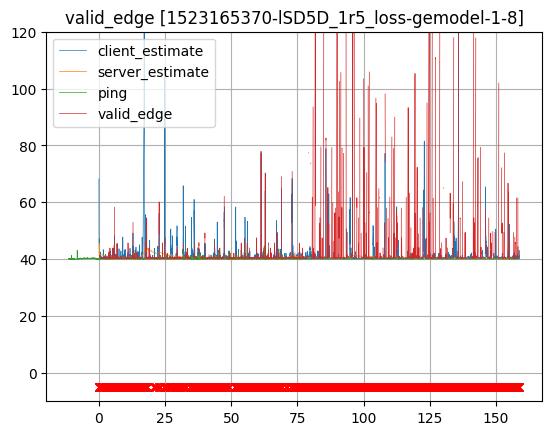 valid_edge [1523165370-lSD5D_1r5_loss-gemodel-1-8]
client_estimate
server_estimate
ping
valid_edge
120
100
80
60
40
20
0
0 25 50 75 100 125 150